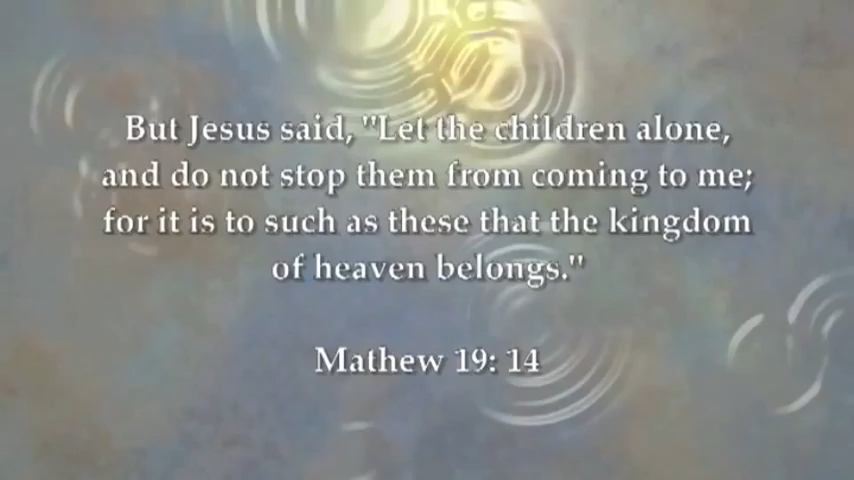 But Jesus said, "Let the children alone,
and do not stop them from coming to me;
for it is to such as these that the kingdom
of heaven belongs."
Mathew 19: 14